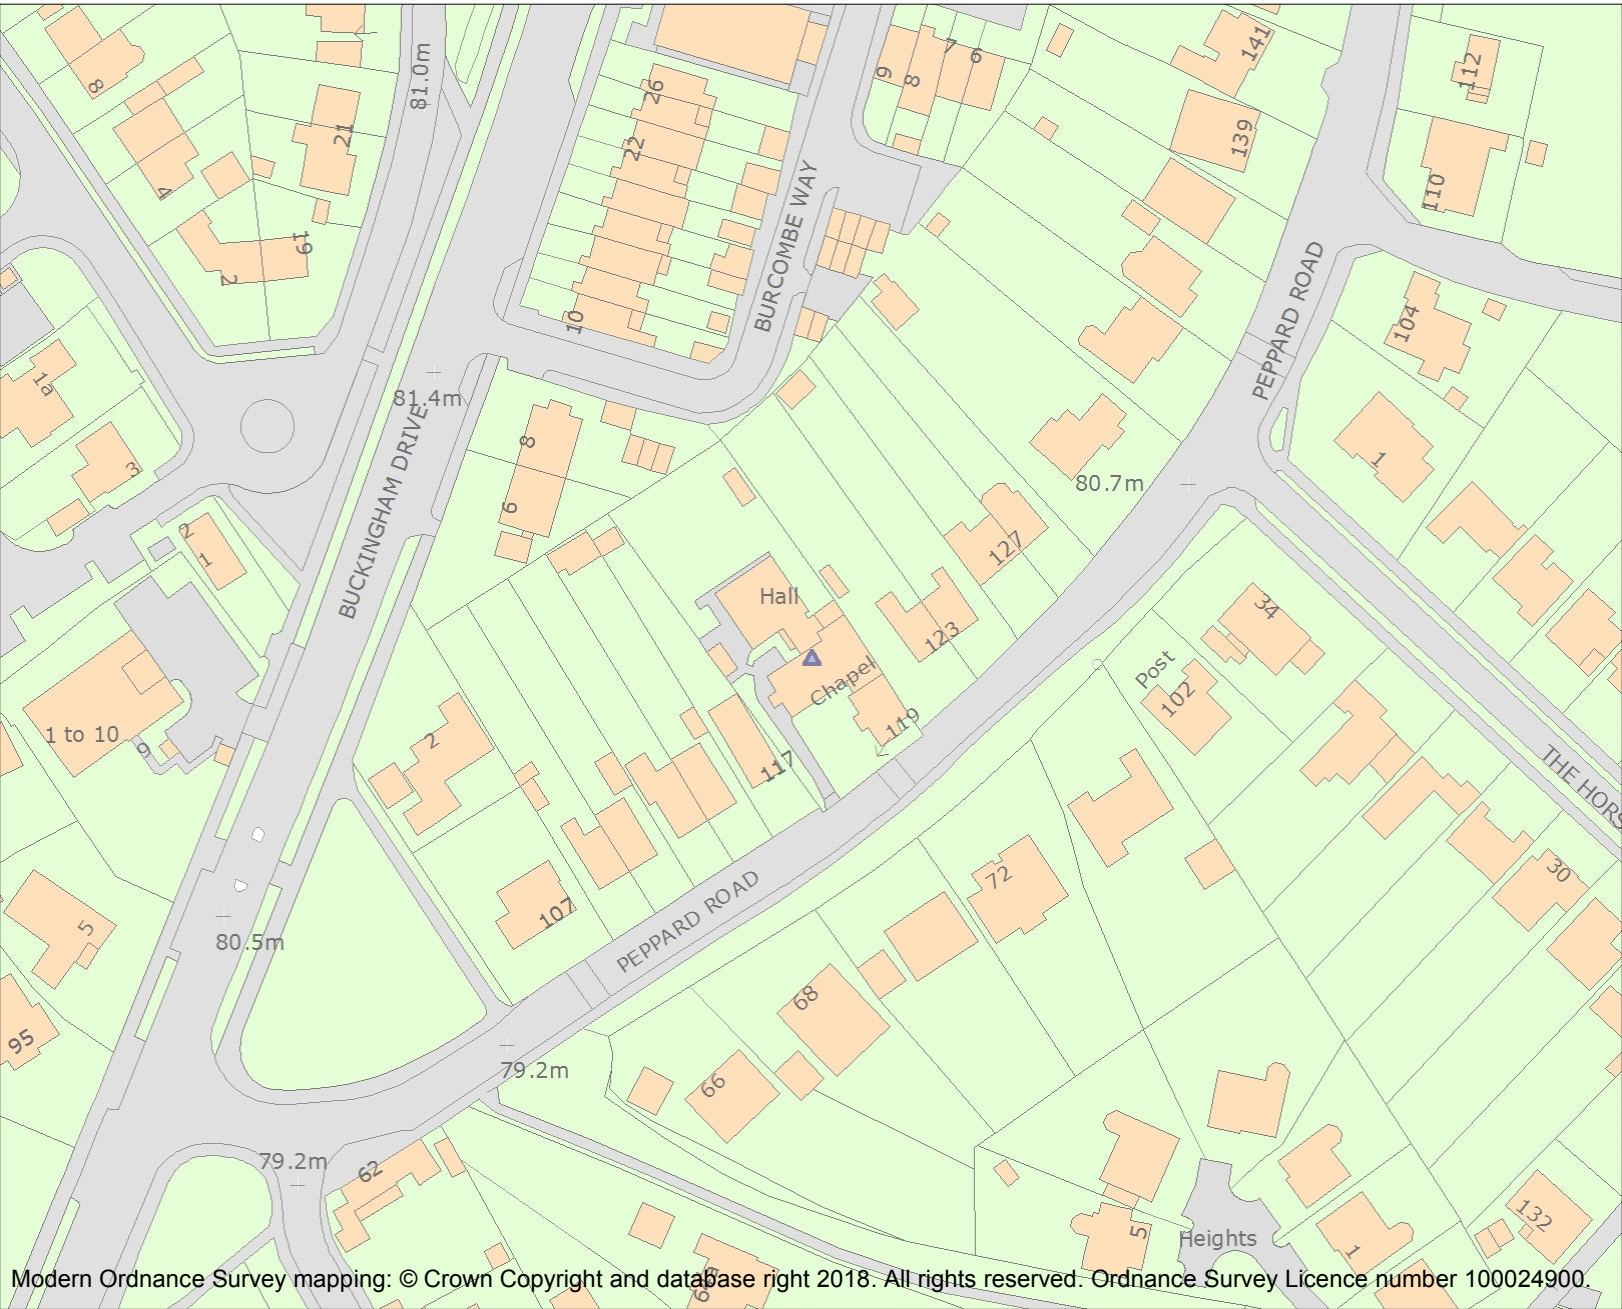 8
4
2
19
21
81.0m
26
22
10
BURCOMBE WAY
9
8
7
6
141
139
112
110
PEPPARD ROAD
104
1
1a
3
2
1
81.4m
BUCKINGHAM DRIVE
8
6
80.7m
127
123
Hall
Chapel
119
117
34
Post
102
THE HORS
1 to 10
9
2
107
PEPPARD ROAD
72
30
5
80.5m
95
68
66
79.2m
79.2m
62
5
Heights
1
132
Modern Ordnance Survey mapping: © Crown Copyright and database right 2018. All rights reserved. Ordnance Survey Licence number 100024900.